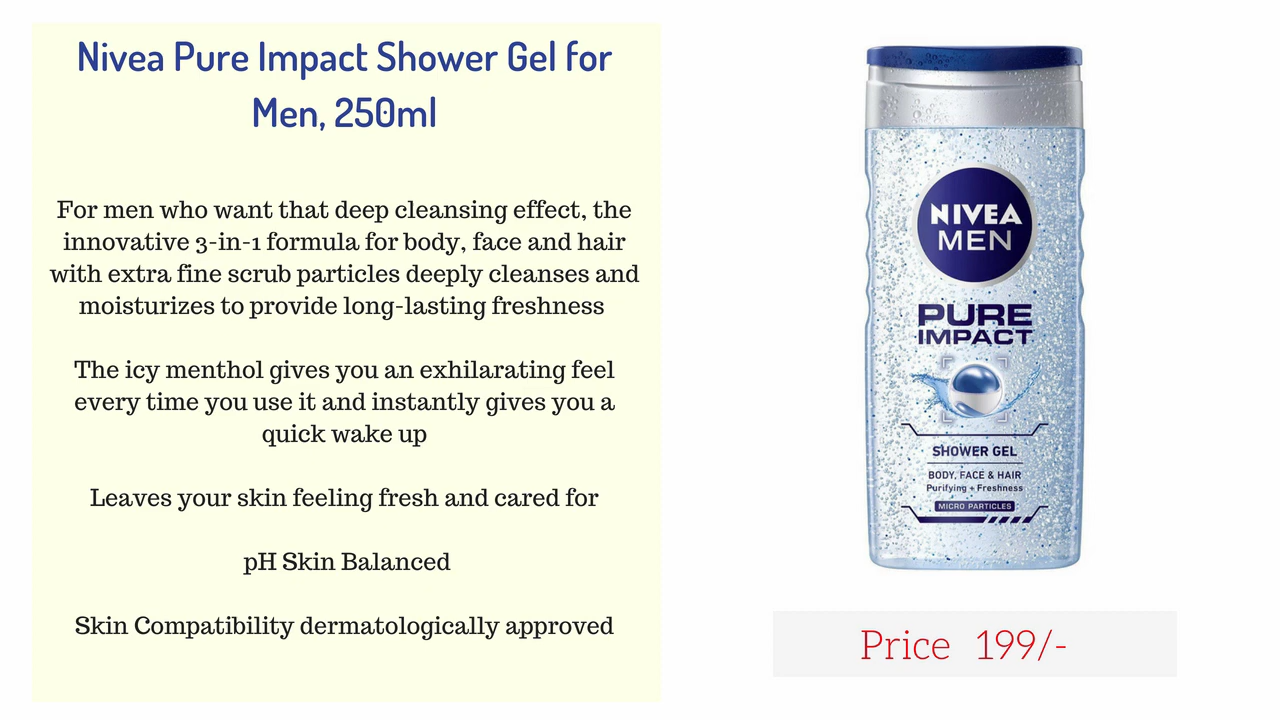 Nivea Pure Impact Shower Gel for
Men, 250ml
For men who want that deep cleansing effect, the
innovative 3-in-1 formula for body, face and hair
with extra fine scrub particles deeply cleanses and
moisturizes to provide long-lasting freshness
The icy menthol gives you an exhilarating feel
every time you use it and instantly gives you a
quick wake up
Leaves your skin feeling fresh and cared for
pH Skin Balanced
Skin Compatibility dermatologically approved
NIVEA
MEN
PURE
IMPACT
SHOWER GEL
BODY, FACE & HAIR
Purifying + Freshness
MICRO PARTICLES
Price 199/-